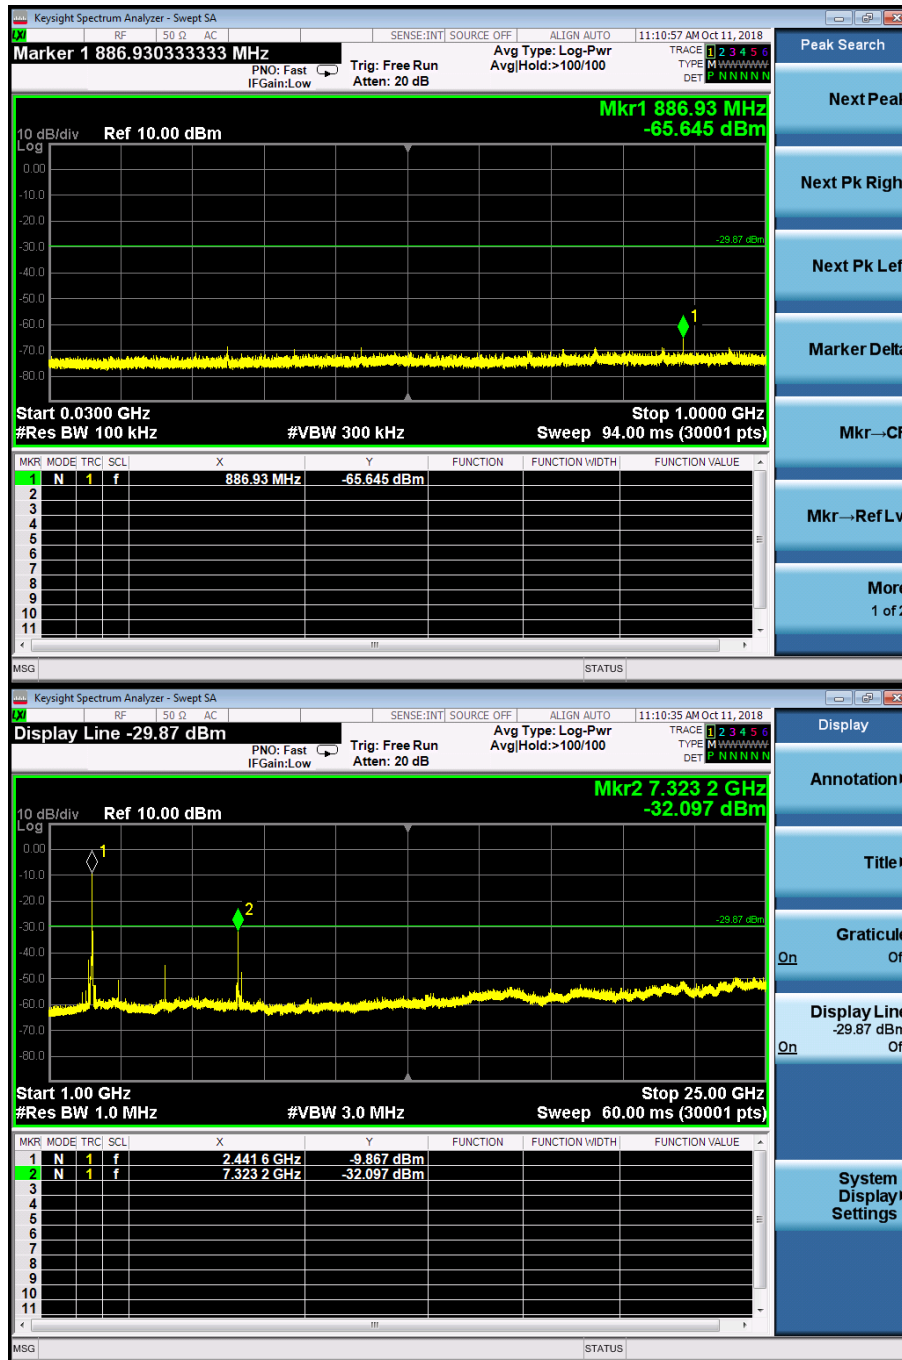 Keysight Spectrum Analyzer - Swept SA
LXI RF 50 Ω AC SENSE:INT SOURCE OFF ALIGN AUTO 11:10:57 AM Oct 11, 2018
Marker 1 886.930333333 MHz
PNO: Fast
IFGain:Low
Trig: Free Run
Atten: 20 dB
Avg Type: Log-Pwr
Avg|Hold:>100/100
TRACE 1 2 3 4 5 6
TYPE M WWWWW
DET P N N N N N
Peak Search
Next Peak
Next Pk Righ
Next Pk Lef
Marker Delta
Mkr→CF
Mkr→Ref Lv
More
1 of 2
Mkr1 886.93 MHz
-65.645 dBm
10 dB/div Ref 10.00 dBm
Log
0.00
-10.0
-20.0
-30.0
-40.0
-50.0
-60.0
-70.0
-80.0
-29.87 dBm
1
Start 0.0300 GHz Stop 1.0000 GHz
#Res BW 100 kHz #VBW 300 kHz Sweep 94.00 ms (30001 pts)
MKR MODE TRC SCL X Y FUNCTION FUNCTION WIDTH FUNCTION VALUE
1 N 1 f 886.93 MHz -65.645 dBm
2
3
4
5
6
7
8
9
10
11
MSG STATUS
Keysight Spectrum Analyzer - Swept SA
LXI RF 50 Ω AC SENSE:INT SOURCE OFF ALIGN AUTO 11:10:35 AM Oct 11, 2018
Display Line -29.87 dBm
PNO: Fast
IFGain:Low
Trig: Free Run
Atten: 20 dB
Avg Type: Log-Pwr
Avg|Hold:>100/100
TRACE 1 2 3 4 5 6
TYPE M WWWWW
DET P N N N N N
Display
Annotation
Title
Graticule
On Of
Display Line
-29.87 dBm
On Of
System
Display
Settings
Mkr2 7.323 2 GHz
-32.097 dBm
10 dB/div Ref 10.00 dBm
Log
0.00
-10.0
-20.0
-30.0
-40.0
-50.0
-60.0
-70.0
-80.0
-29.87 dBm
1
2
Start 1.00 GHz Stop 25.00 GHz
#Res BW 1.0 MHz #VBW 3.0 MHz Sweep 60.00 ms (30001 pts)
MKR MODE TRC SCL X Y FUNCTION FUNCTION WIDTH FUNCTION VALUE
1 N 1 f 2.441 6 GHz -9.867 dBm
2 N 1 f 7.323 2 GHz -32.097 dBm
3
4
5
6
7
8
9
10
11
MSG STATUS